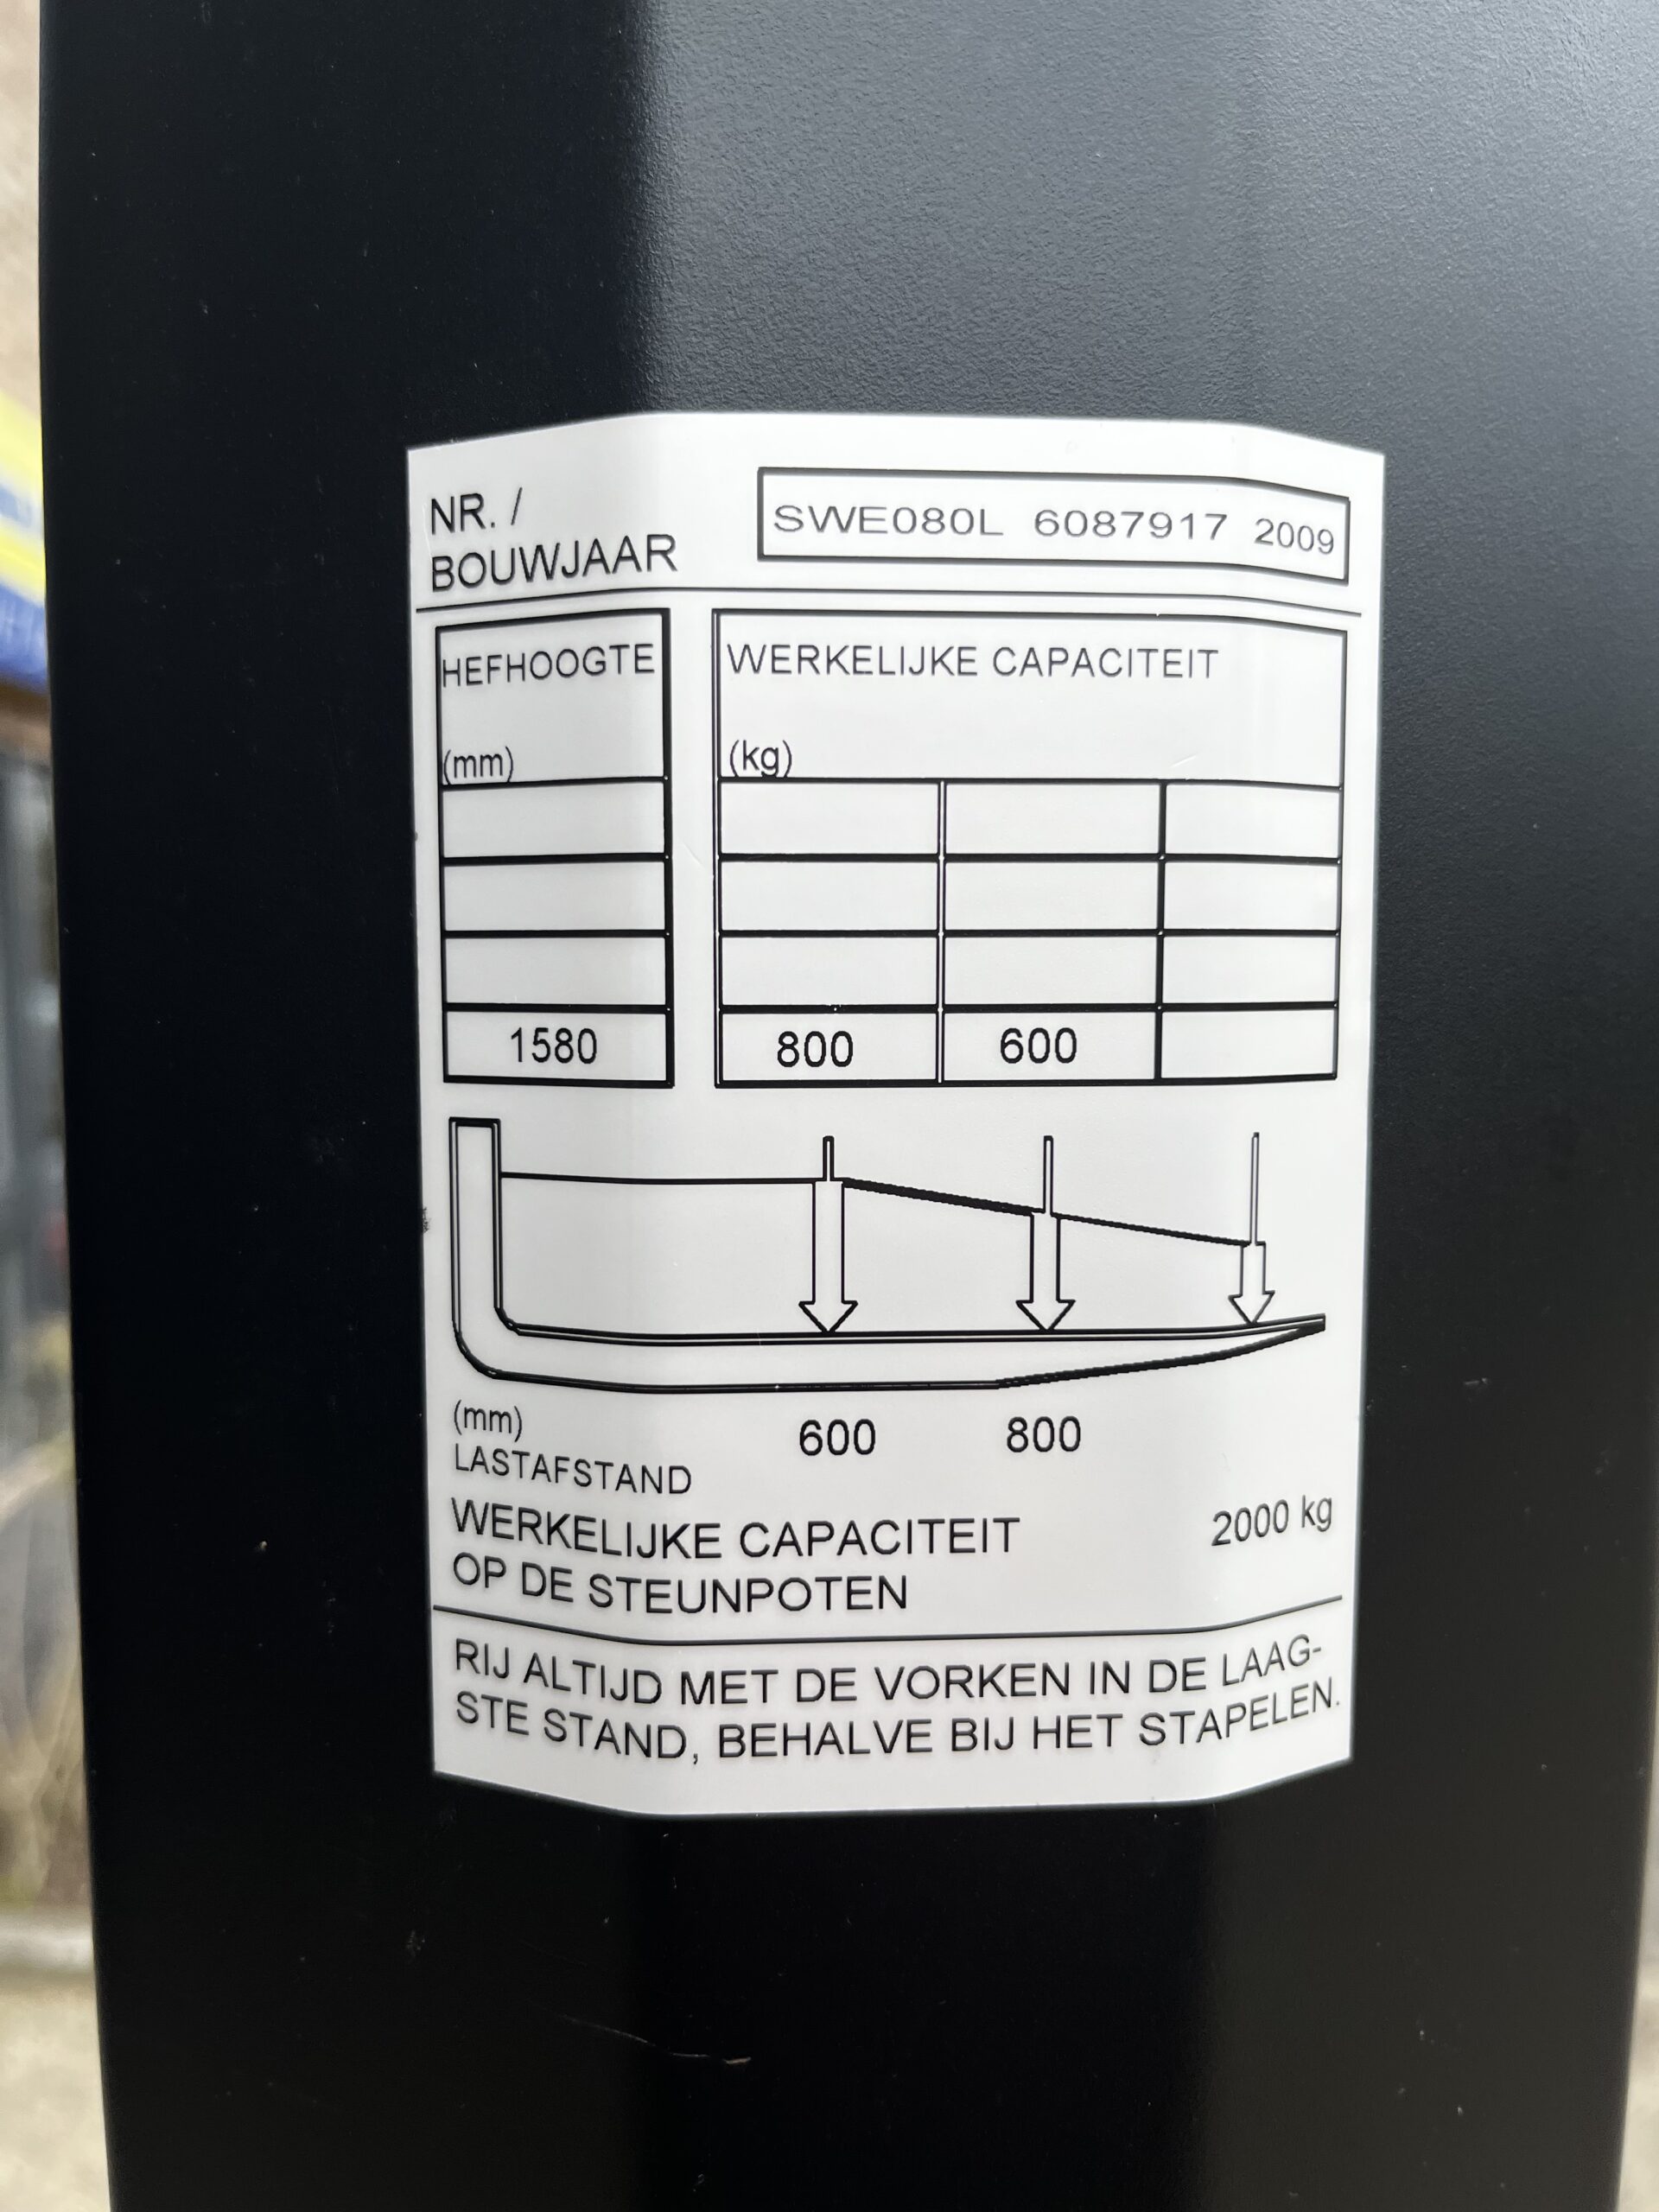 NR. /
BOUWJAAR
SWE080L 6087917 2009
HEFHOOGTE
(mm)
WERKELIJKE CAPACITEIT
(kg)
1580 800 600
(mm)
LASTAFSTAND
600 800
WERKELIJKE CAPACITEIT
OP DE STEUNPOTEN
2000 kg
RIJ ALTIJD MET DE VORKEN IN DE LAAG-
STE STAND, BEHALVE BIJ HET STAPELEN.